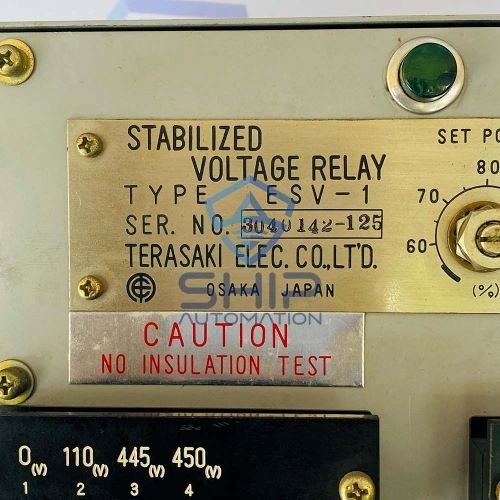 STABILIZED
VOLTAGE RELAY
TYPE ESV-1
SER. NO. 3040142-125
TERASAKI ELEC. CO.,LT'D.
OSAKA JAPAN
SET PO
80
70
60
(%)
SHIP
AUTOMATION
CAUTION
NO INSULATION TEST
0(V) 110(V) 445(V) 450(V)
1 2 3 4